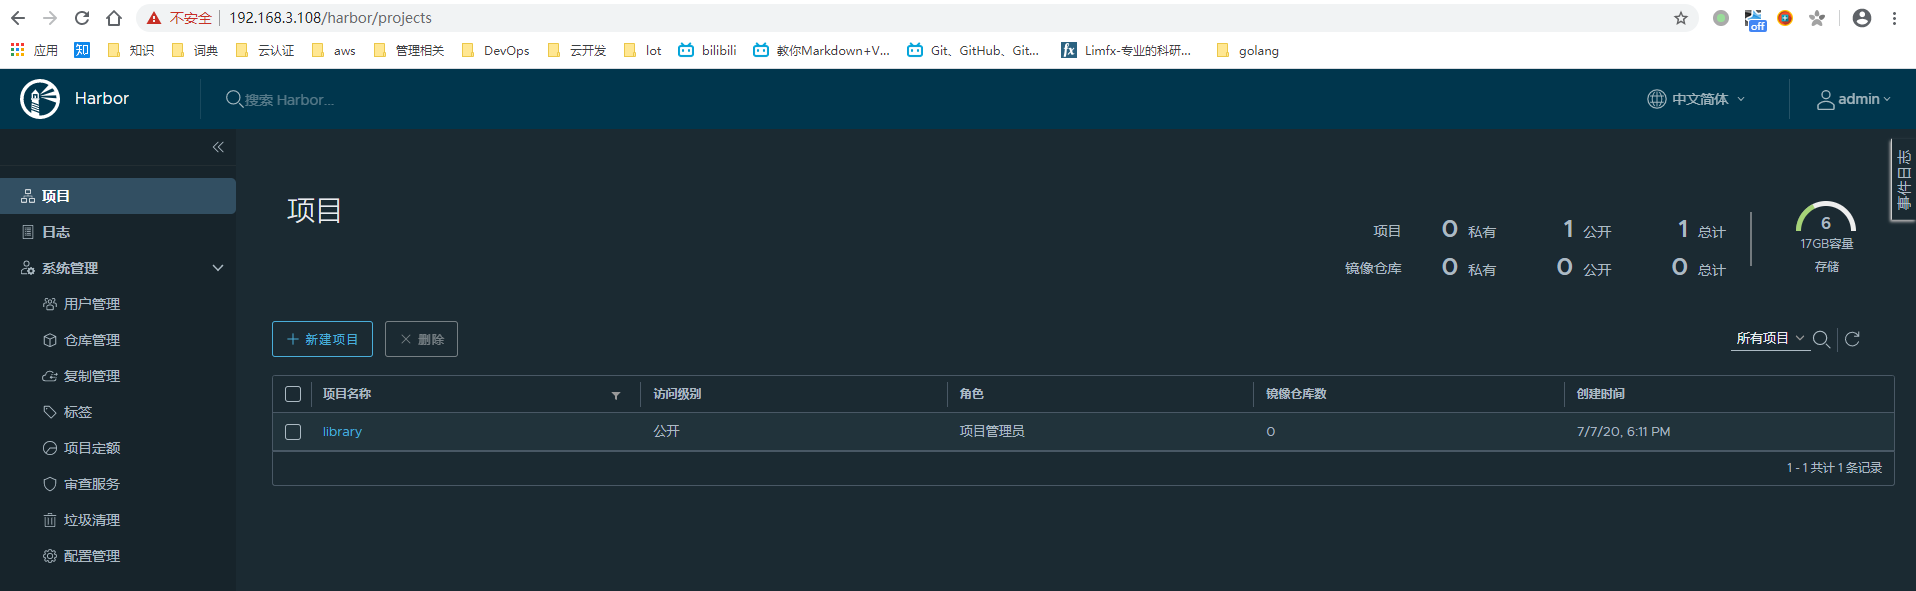 不安全 192.168.3.108/harbor/projects
off
应用 知 知识 词典 云认证 aws 管理相关 DevOps 云开发 lot bilibili 教你Markdown+V... Git、GitHub、Git... fx Limfx-专业的科研... golang
Harbor 搜索 Harbor... 中文简体 admin
事件日志
项目
日志
系统管理
用户管理
仓库管理
复制管理
标签
项目定额
审查服务
垃圾清理
配置管理
项目
项目 0 私有 1 公开 1 总计
镜像仓库 0 私有 0 公开 0 总计
6
17GB容量
存储
新建项目 删除 所有项目
项目名称 访问级别 角色 镜像仓库数 创建时间
library 公开 项目管理员 0 7/7/20, 6:11 PM
1 - 1 共计 1 条记录